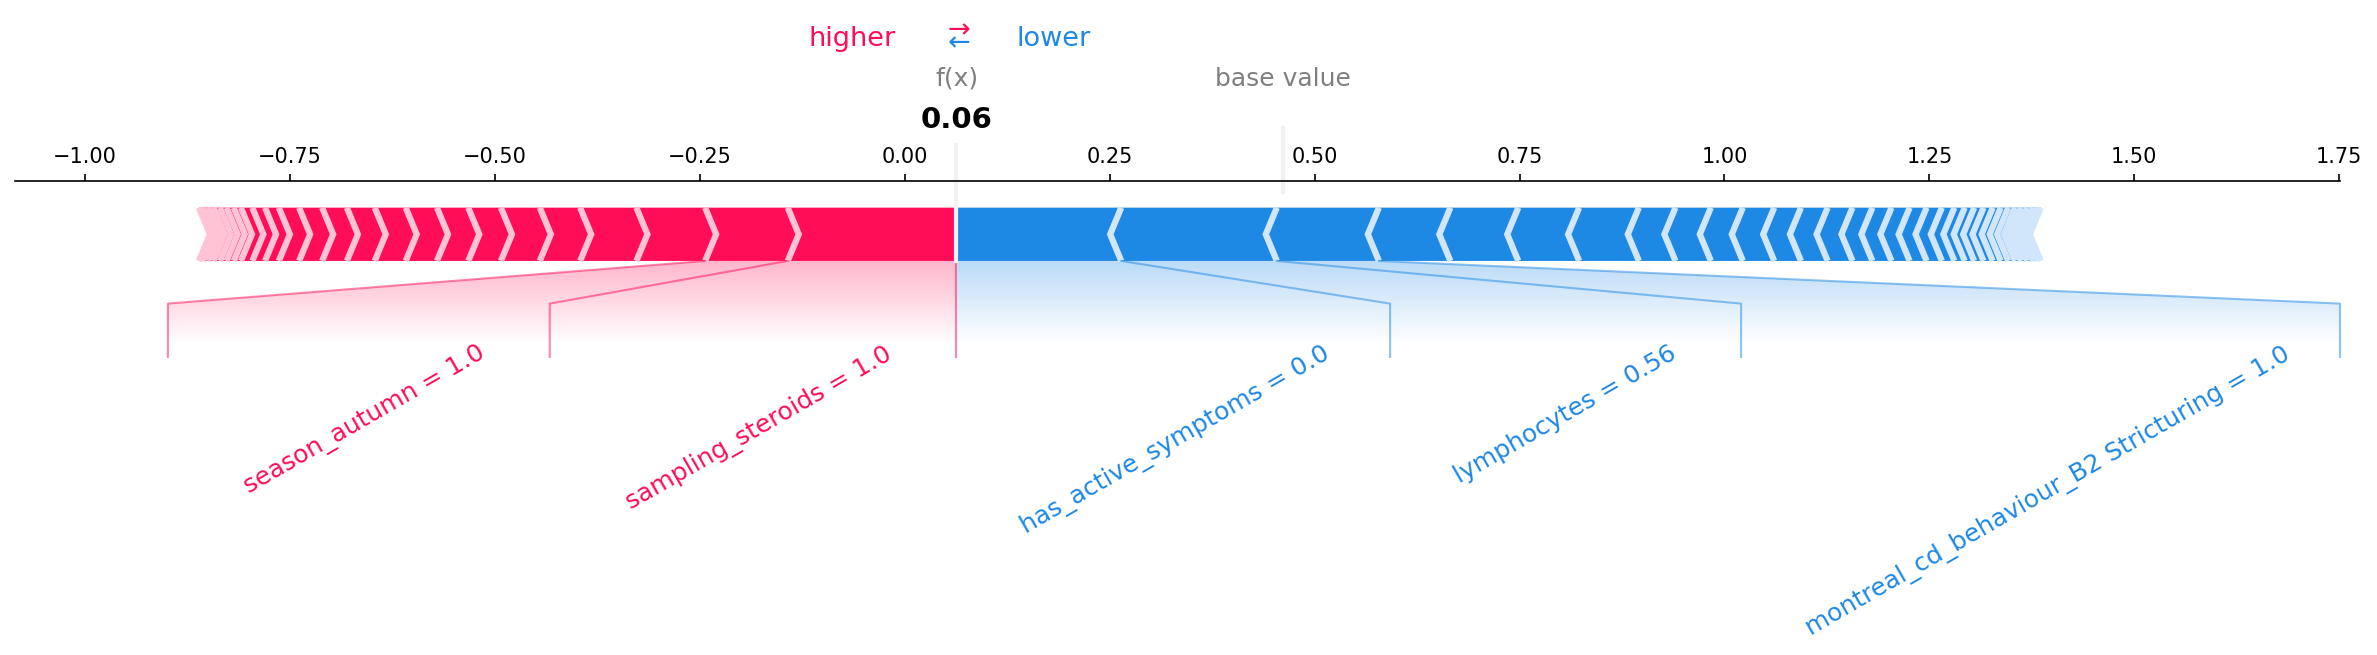 higher ⇄ lower
f(x) base value
0.06
−1.00 −0.75 −0.50 −0.25 0.00 0.25 0.50 0.75 1.00 1.25 1.50 1.75
season_autumn = 1.0
sampling_steroids = 1.0
has_active_symptoms = 0.0
lymphocytes = 0.56
montreal_cd_behaviour_B2 Stricturing = 1.0